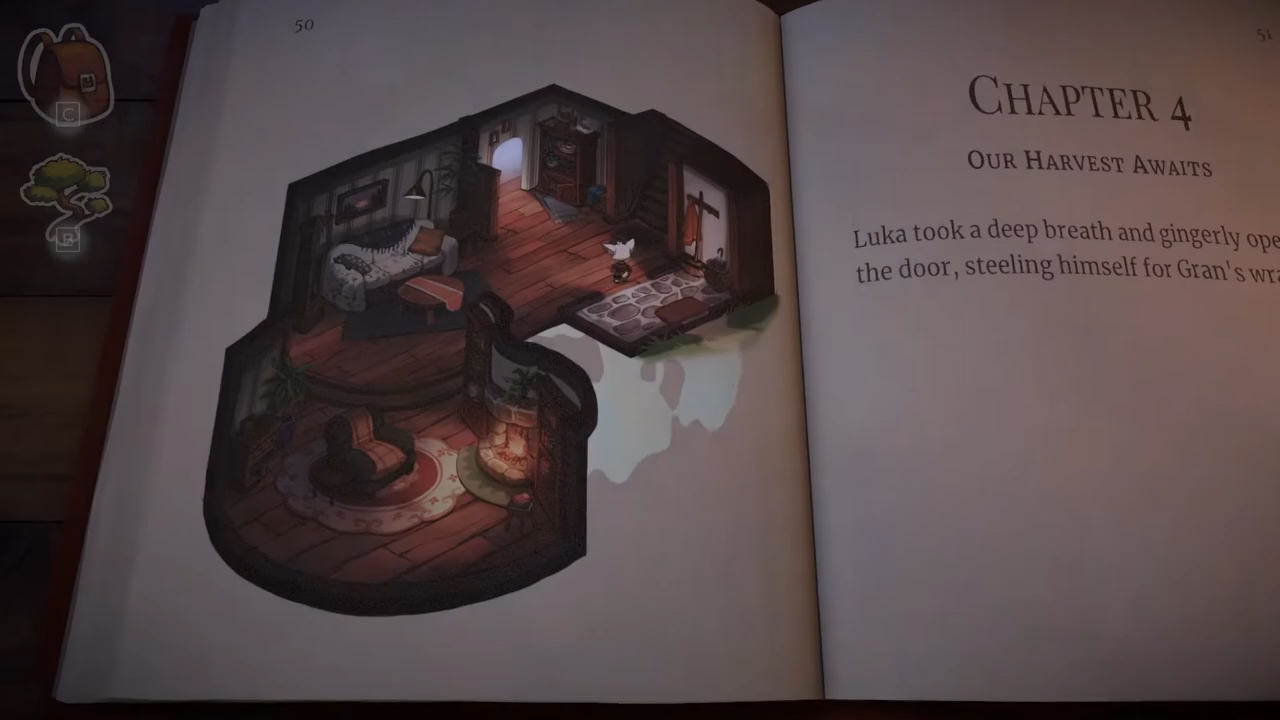 50
51
C
R
CHAPTER 4
OUR HARVEST AWAITS
Luka took a deep breath and gingerly ope
the door, steeling himself for Gran's wra